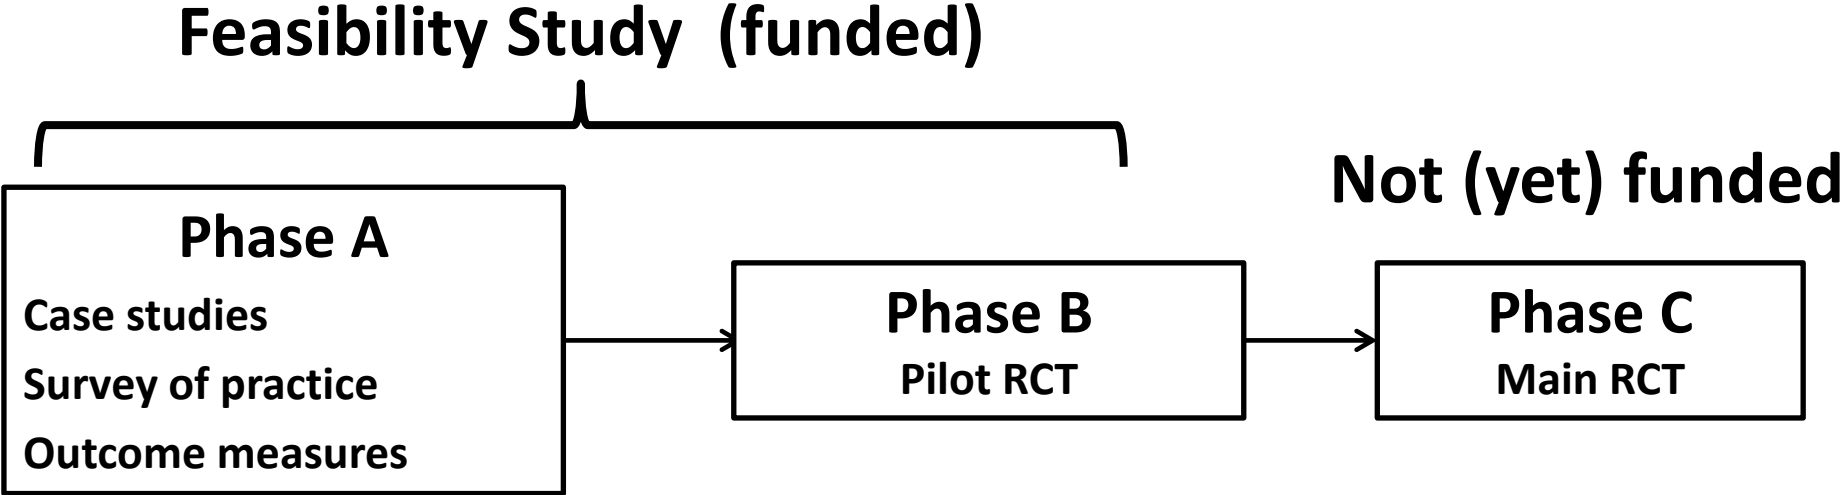 Feasibility Study  (funded)
Not (yet) funded
Phase A
Case studies
Survey of practice
Outcome measures
Phase B
Pilot RCT
Phase C
Main RCT